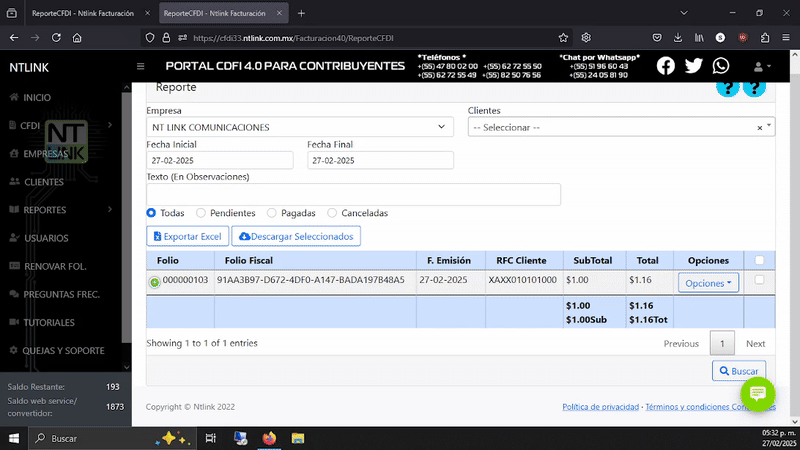 ReporteCFDI - Ntlink Facturación
ReporteCFDI - Ntlink Facturación
https://cfdi33.ntlink.com.mx/Facturacion40/ReporteCFDI
NTLINK
PORTAL CDFI 4.0 PARA CONTRIBUYENTES
*Teléfonos *
+(55) 47 80 02 00 +(55) 62 72 55 50
+(55) 62 72 55 49 +(55) 82 50 76 56
*Chat por Whatsapp*
+(55) 51 96 60 43
+(55) 24 05 81 90
INICIO
CFDI
EMPRESAS
CLIENTES
REPORTES
USUARIOS
RENOVAR FOL.
PREGUNTAS FREC.
TUTORIALES
QUEJAS Y SOPORTE
Saldo Restante: 193
Saldo web service/
convertidor: 1873
NT
LINK
Reporte
? ?
Empresa Clientes
NT LINK COMUNICACIONES -- Seleccionar -- ×
Fecha Inicial Fecha Final
27-02-2025 27-02-2025
Texto (En Observaciones)
Todas Pendientes Pagadas Canceladas
Exportar Excel Descargar Seleccionados
Folio Folio Fiscal F. Emisión RFC Cliente SubTotal Total Opciones
000000103 91AA3B97-D672-4DF0-A147-BADA197B48A5 27-02-2025 XAXX010101000 $1.00 $1.16 Opciones
$1.00 $1.16
$1.00Sub $1.16Tot
Showing 1 to 1 of 1 entries Previous 1 Next
Buscar
Copyright © Ntlink 2022 Política de privacidad · Términos y condiciones
Buscar
05:32 p. m.
27/02/2025